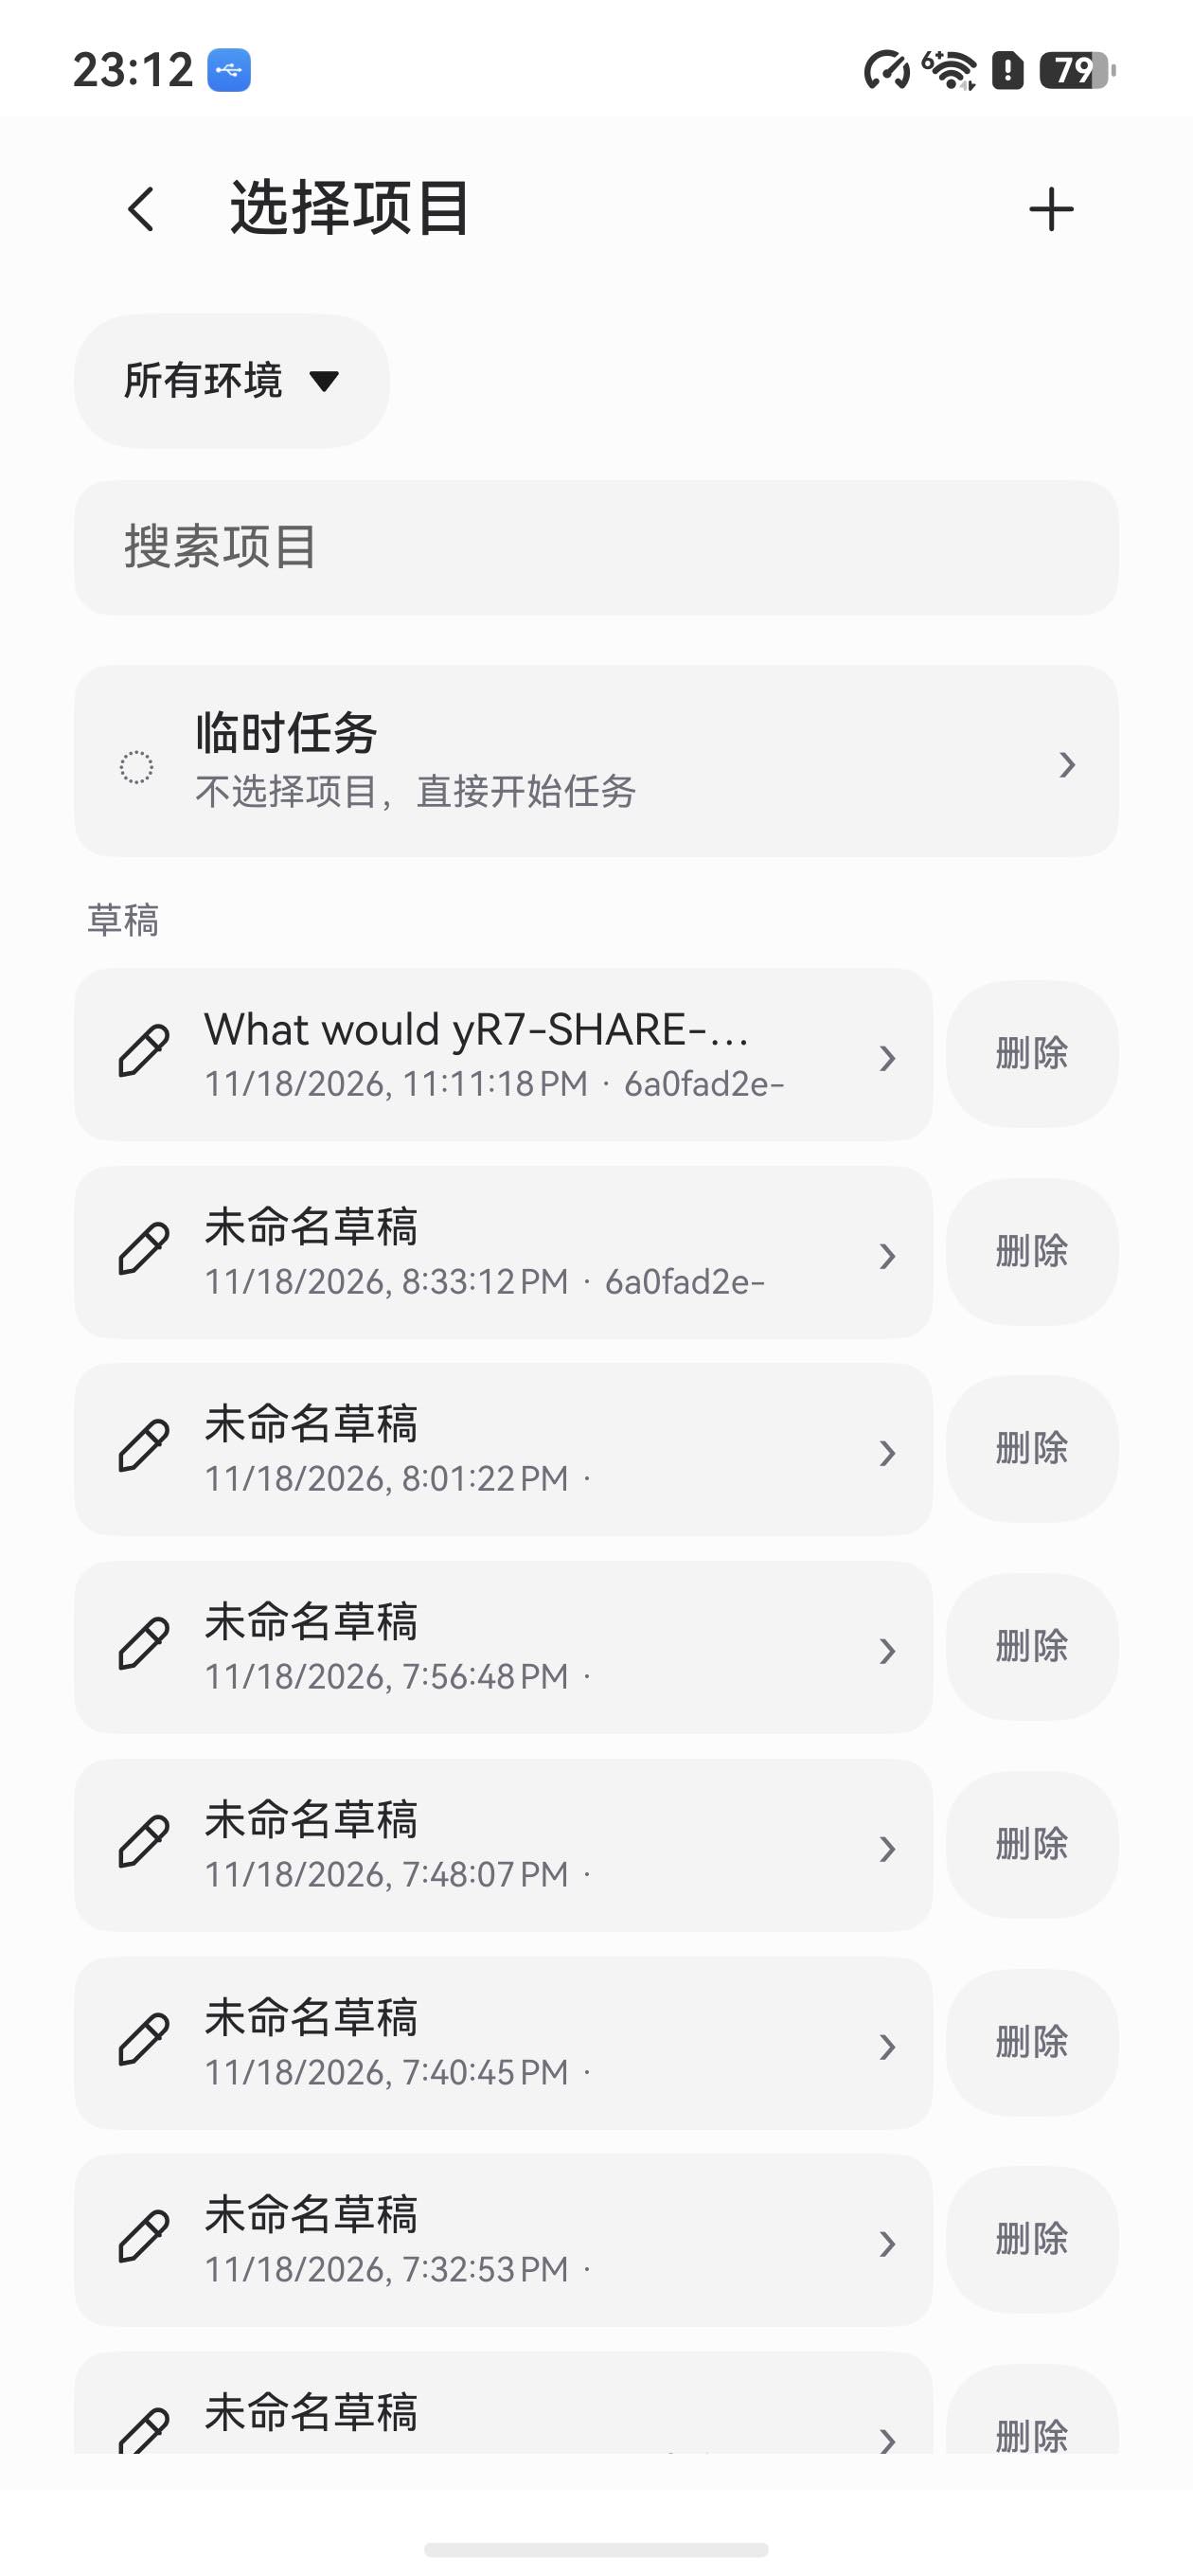 23:12
6+
79
选择项目
所有环境
搜索项目
临时任务
不选择项目，直接开始任务
草稿
What would yR7-SHARE-...
11/18/2026, 11:11:18 PM · 6a0fad2e-
删除
未命名草稿
11/18/2026, 8:33:12 PM · 6a0fad2e-
删除
未命名草稿
11/18/2026, 8:01:22 PM ·
删除
未命名草稿
11/18/2026, 7:56:48 PM ·
删除
未命名草稿
11/18/2026, 7:48:07 PM ·
删除
未命名草稿
11/18/2026, 7:40:45 PM ·
删除
未命名草稿
11/18/2026, 7:32:53 PM ·
删除
未命名草稿
删除